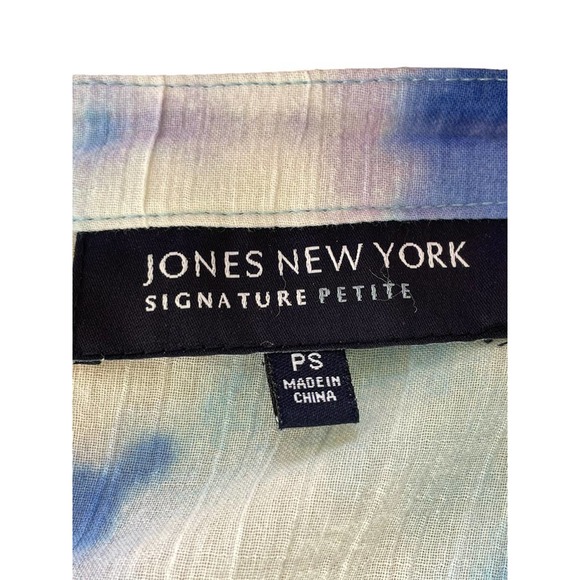 JONES NEW YORK
SIGNATURE PETITE
PS
MADE IN
CHINA